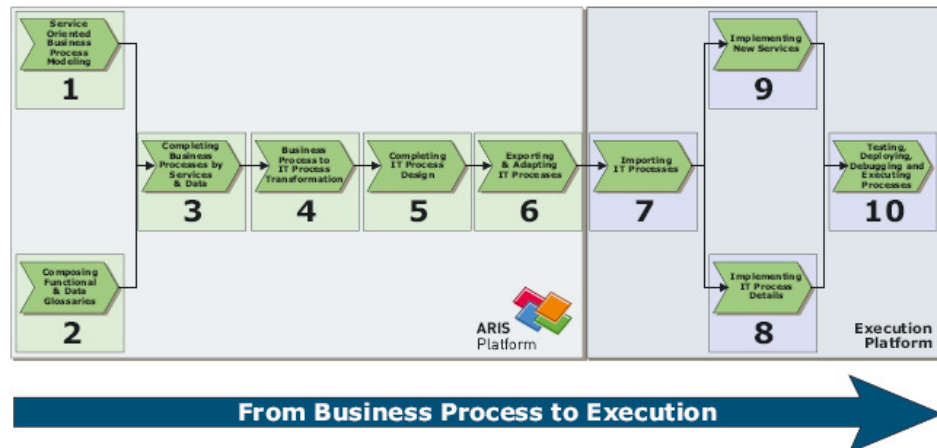 Service
Oriented
Business
Process
Modeling
1
Implementing
New Services
9
Completing
Business
Processes by
Services
& Data
3
Business
Process to
IT Process
Transformation
4
Completing
IT Process
Design
5
Exporting
& Adapting
IT Processes
6
Importing
IT Processes
7
Testing,
Deploying,
Debugging and
Executing
Processes
10
Composing
Functional
& Data
Glossaries
2
ARIS
Platform
Implementing
IT Process
Details
8
Execution
Platform
From Business Process to Execution